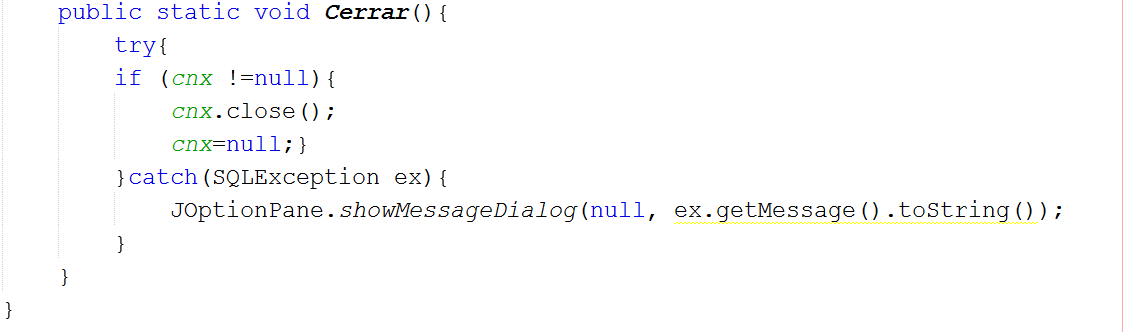 public static void Cerrar(){
try{
if (cnx !=null){
cnx.close();
cnx=null;}
}catch(SQLException ex){
JOptionPane.showMessageDialog(null, ex.getMessage().toString());
}
}
}